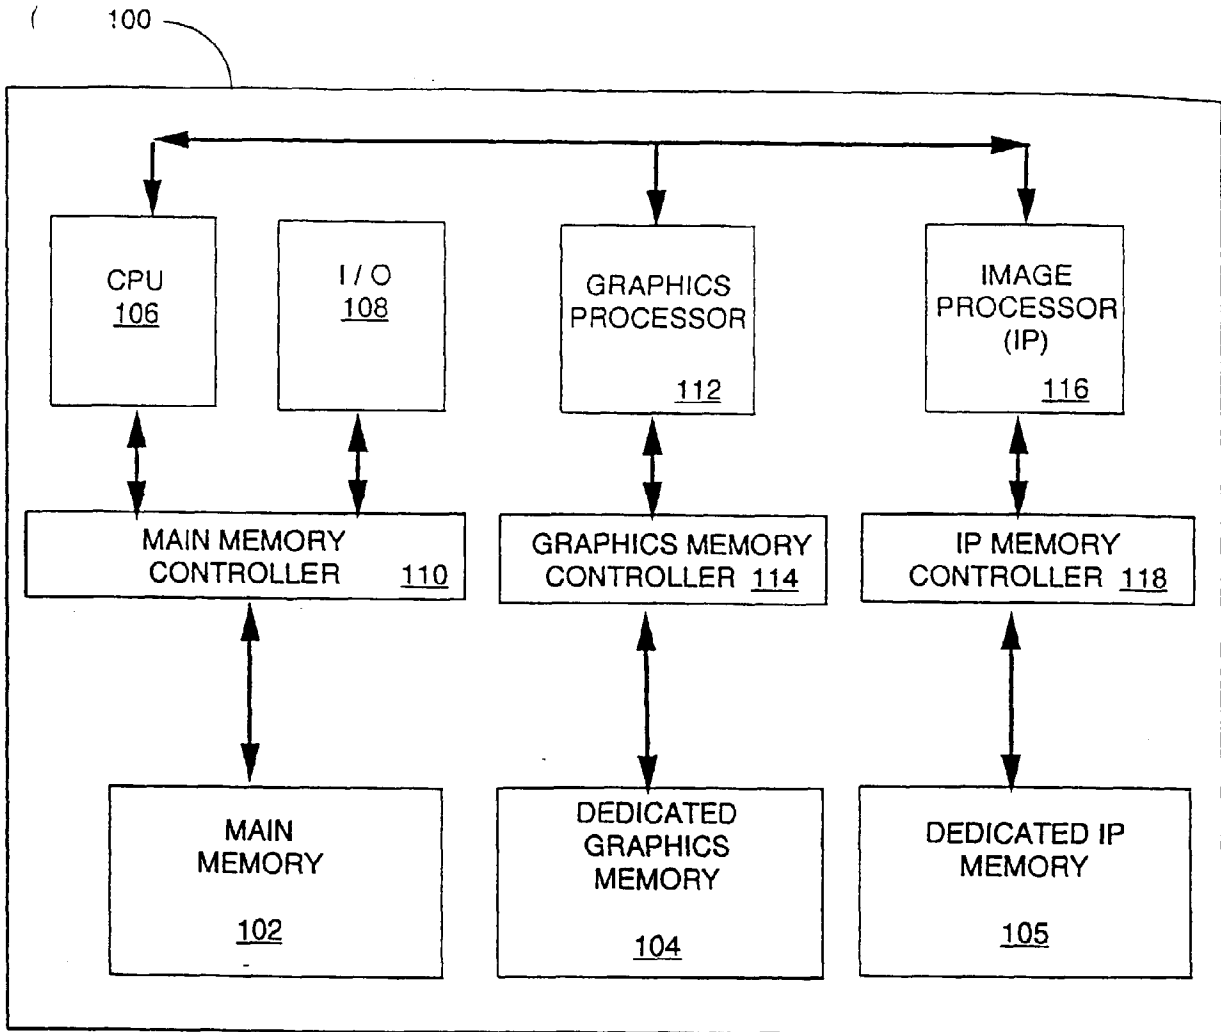 100
CPU
106
I / O
108
GRAPHICS
PROCESSOR
112
IMAGE
PROCESSOR
(IP)
116
MAIN MEMORY
CONTROLLER 110
GRAPHICS MEMORY
CONTROLLER 114
IP MEMORY
CONTROLLER 118
MAIN
MEMORY
102
DEDICATED
GRAPHICS
MEMORY
104
DEDICATED IP
MEMORY
105